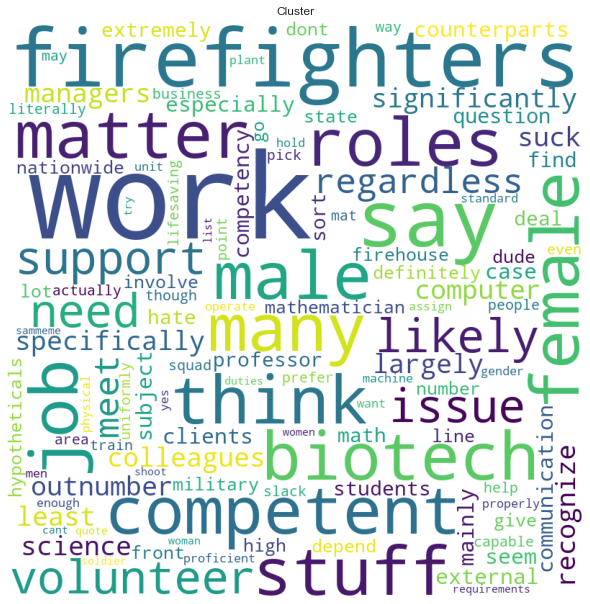 Cluster
extremely dont way counterparts
firefighters
may plant
managers business significantly
literally especially state question
matter go roles suck
nationwide unit hold pick find
work regardless standard
try lifesaving list competency sort mat say female
point deal
support involve firehouse dude case even
lot actually though male definitely
need hate operate assign computer people
sammeme mathematician
specifically many likely
squad professor number gender
job physical uniformly subject duties prefer machine largely
meet yes think want issue
hypotheticals area train clients math line
men colleagues women biotech
outnumber shoot military students communication recognize
enough slack help
least cant quote competent mainly give capable
science front woman high depend seem properly
soldier proficient external
volunteer stuff requirements